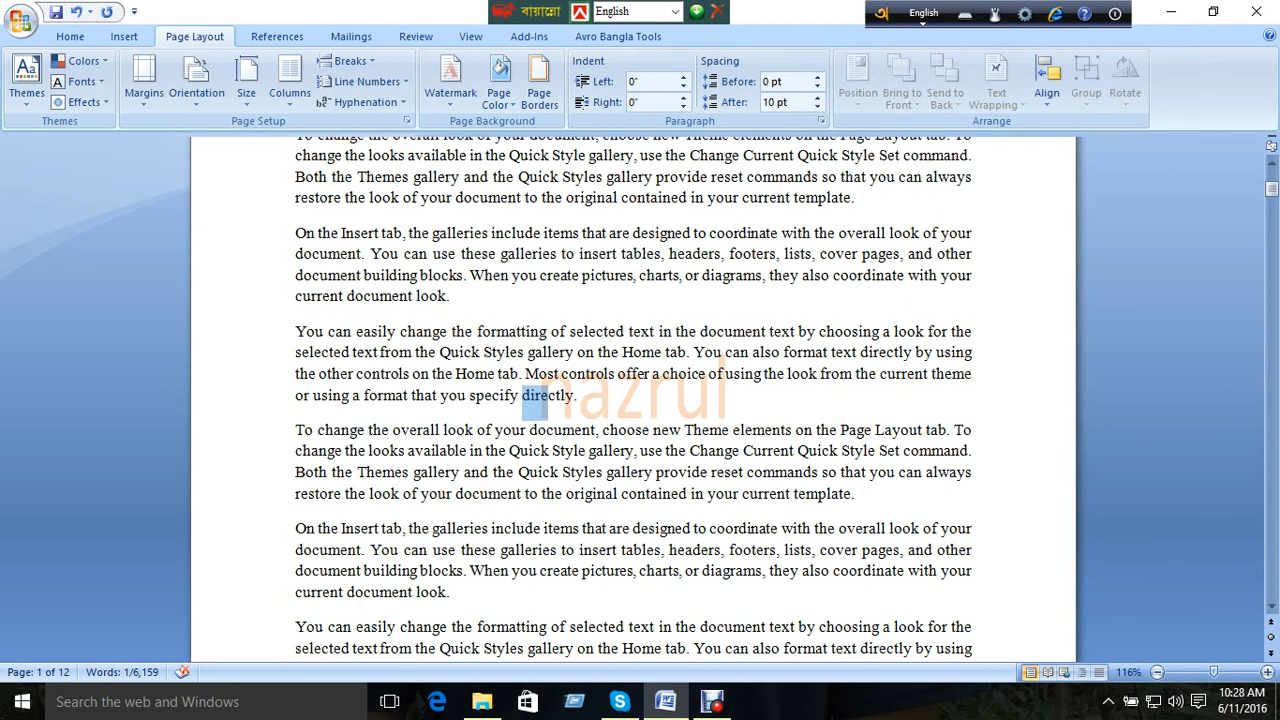 বায়ান্নো
English
English
Home Insert Page Layout References Mailings Review View Add-Ins Avro Bangla Tools
Themes Colors Fonts Effects Themes
Margins Orientation Size Columns Breaks Line Numbers Hyphenation Page Setup
Watermark Page Color Page Borders Page Background
Indent Left: 0" Right: 0" Spacing Before: 0 pt After: 10 pt Paragraph
Position Bring to Front Send to Back Text Wrapping Align Group Rotate Arrange
To change the overall look of your document, choose new Theme elements on the Page Layout tab. To
change the looks available in the Quick Style gallery, use the Change Current Quick Style Set command.
Both the Themes gallery and the Quick Styles gallery provide reset commands so that you can always
restore the look of your document to the original contained in your current template.
On the Insert tab, the galleries include items that are designed to coordinate with the overall look of your
document. You can use these galleries to insert tables, headers, footers, lists, cover pages, and other
document building blocks. When you create pictures, charts, or diagrams, they also coordinate with your
current document look.
You can easily change the formatting of selected text in the document text by choosing a look for the
selected text from the Quick Styles gallery on the Home tab. You can also format text directly by using
the other controls on the Home tab. Most controls offer a choice of using the look from the current theme
or using a format that you specify directly.
nazrul
To change the overall look of your document, choose new Theme elements on the Page Layout tab. To
change the looks available in the Quick Style gallery, use the Change Current Quick Style Set command.
Both the Themes gallery and the Quick Styles gallery provide reset commands so that you can always
restore the look of your document to the original contained in your current template.
On the Insert tab, the galleries include items that are designed to coordinate with the overall look of your
document. You can use these galleries to insert tables, headers, footers, lists, cover pages, and other
document building blocks. When you create pictures, charts, or diagrams, they also coordinate with your
current document look.
You can easily change the formatting of selected text in the document text by choosing a look for the
selected text from the Quick Styles gallery on the Home tab. You can also format text directly by using
Page: 1 of 12 Words: 1/6,159 116%
Search the web and Windows
10:28 AM
6/11/2016